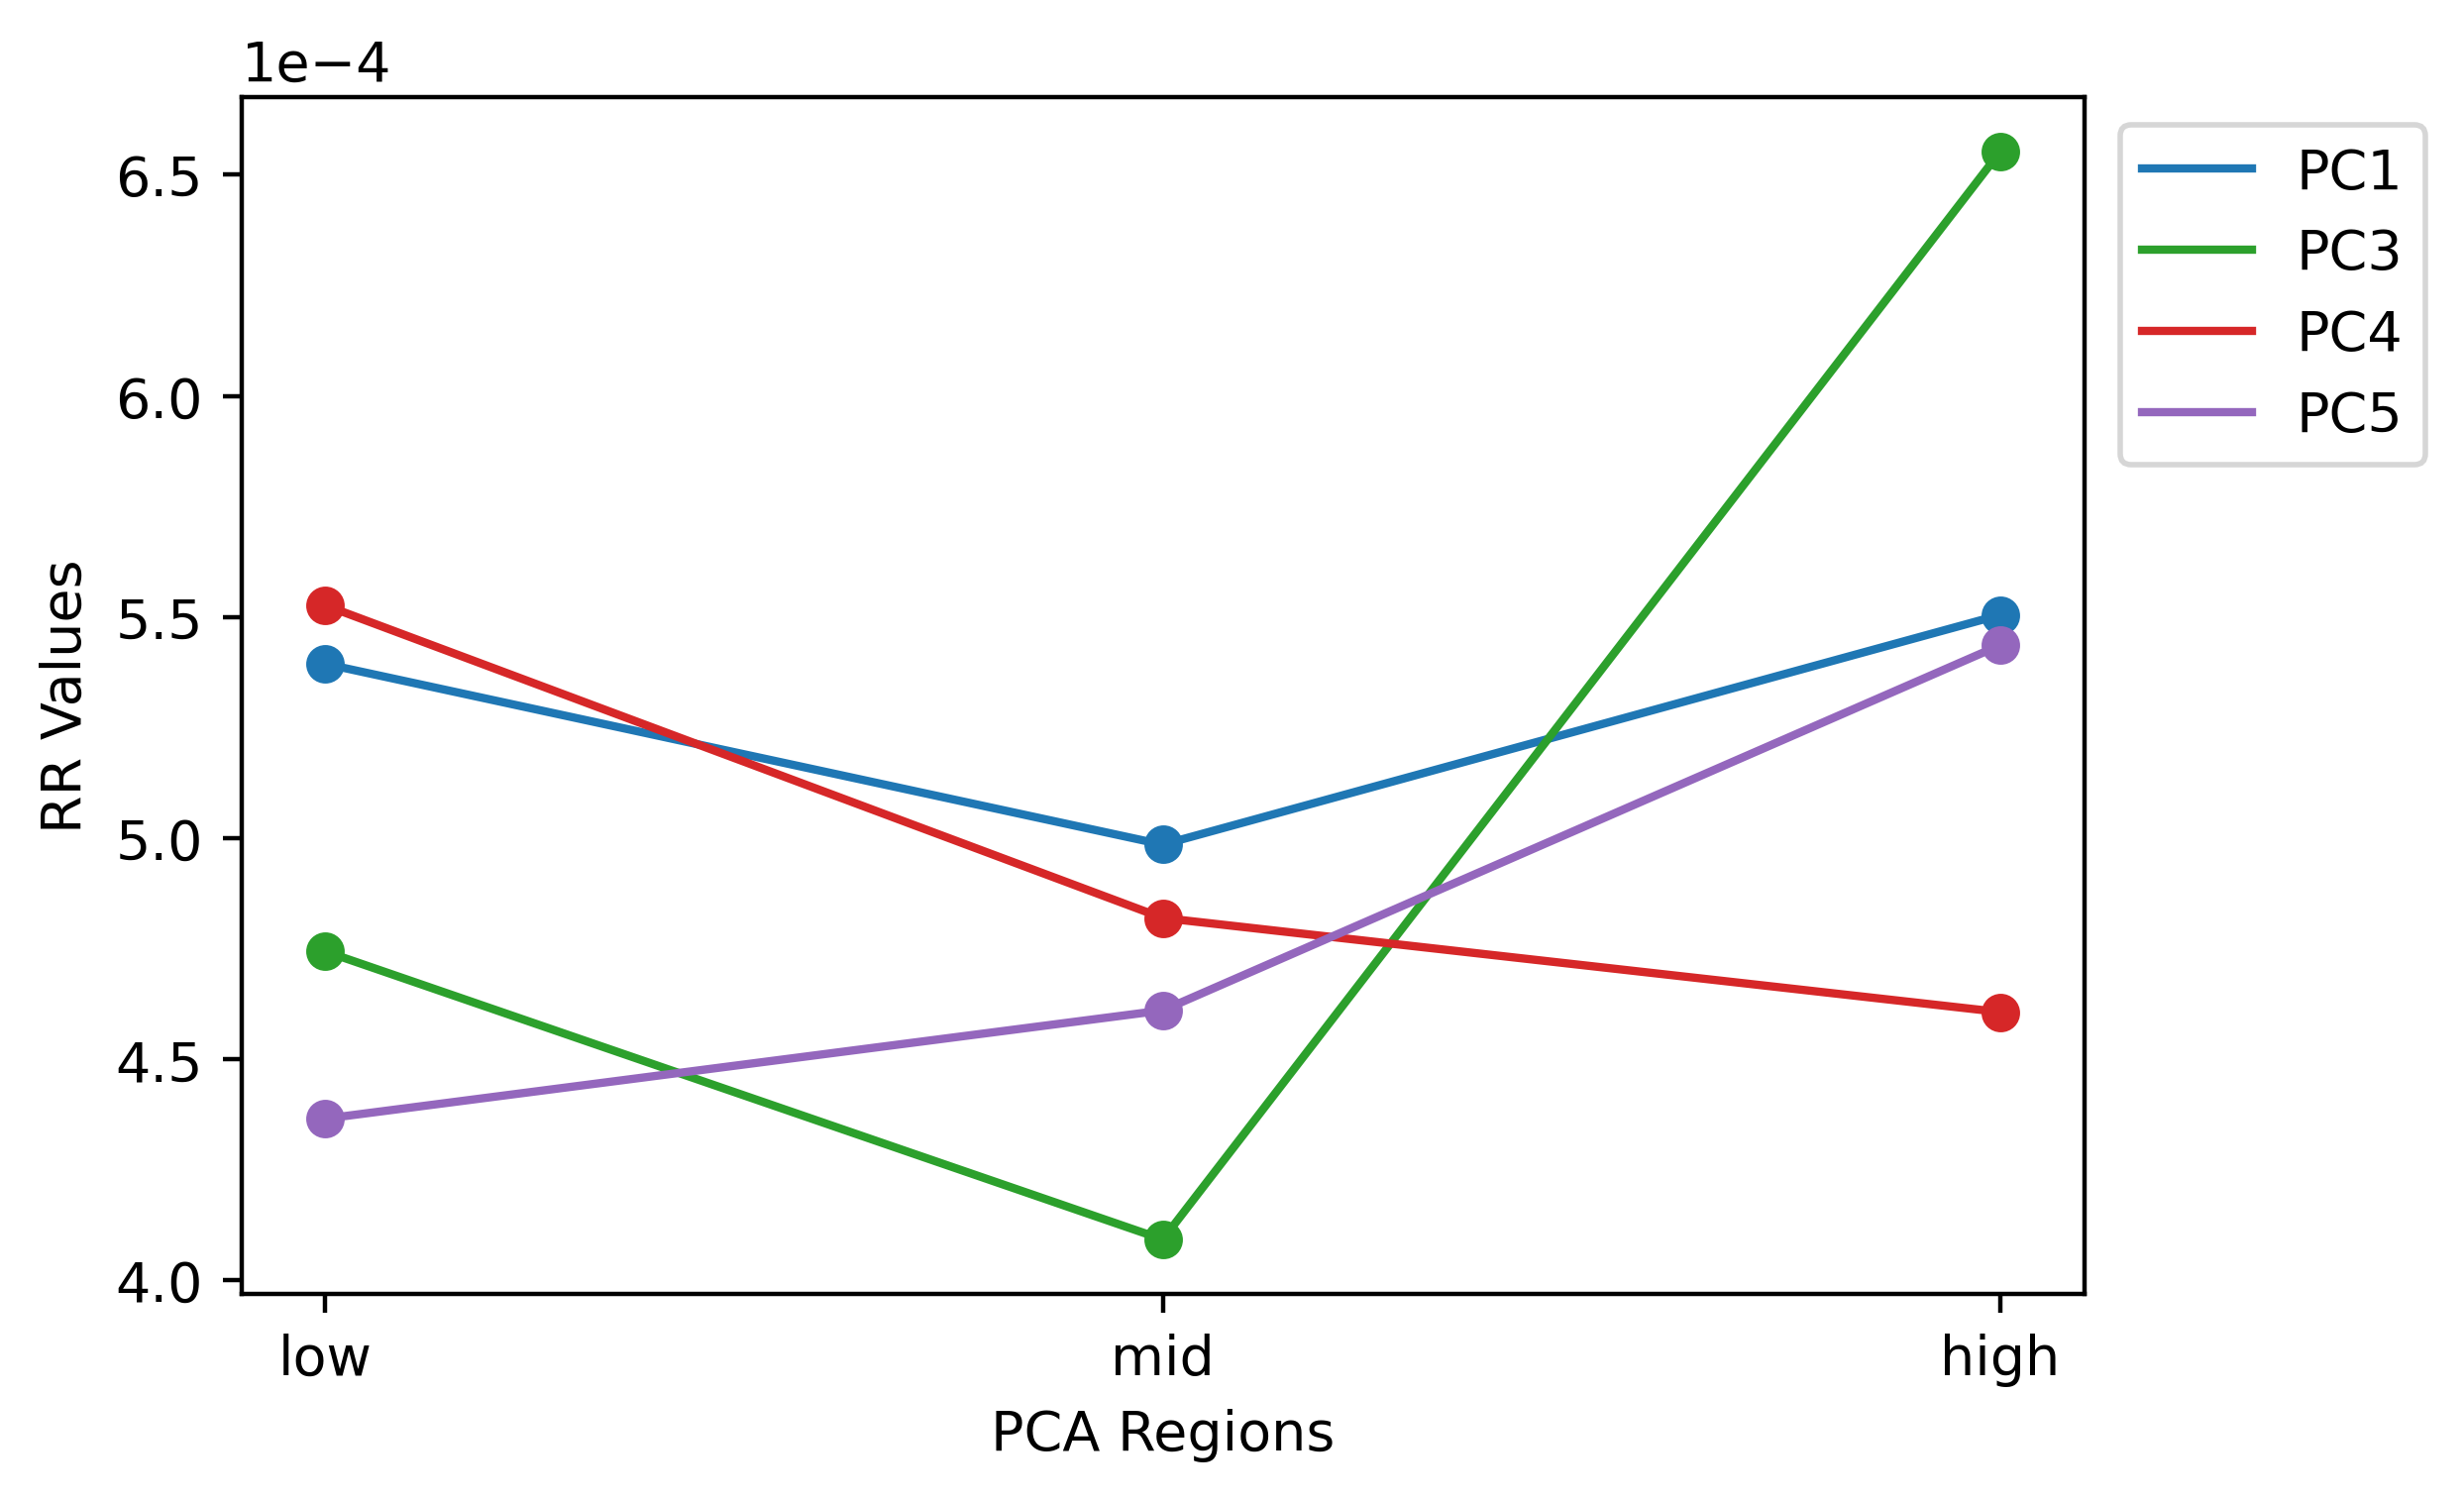 1e−4
6.5
6.0
5.5
5.0
4.5
4.0
RR Values
low mid high
PCA Regions
PC1
PC3
PC4
PC5